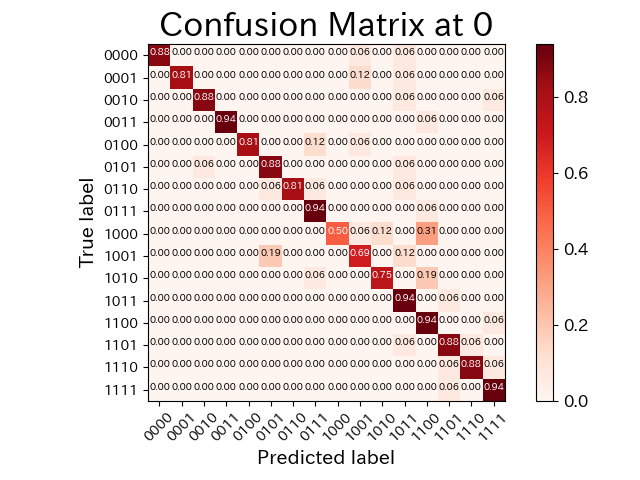 Confusion Matrix at 0
True label
0000 0.88 0.00 0.00 0.00 0.00 0.00 0.00 0.00 0.00 0.06 0.00 0.06 0.00 0.00 0.00 0.00
0001 0.00 0.81 0.00 0.00 0.00 0.00 0.00 0.00 0.00 0.12 0.00 0.06 0.00 0.00 0.00 0.00
0010 0.00 0.00 0.88 0.00 0.00 0.00 0.00 0.00 0.00 0.00 0.00 0.06 0.00 0.00 0.00 0.06
0011 0.00 0.00 0.00 0.94 0.00 0.00 0.00 0.00 0.00 0.00 0.00 0.00 0.06 0.00 0.00 0.00
0100 0.00 0.00 0.00 0.00 0.81 0.00 0.00 0.12 0.00 0.06 0.00 0.00 0.00 0.00 0.00 0.00
0101 0.00 0.00 0.06 0.00 0.00 0.88 0.00 0.00 0.00 0.00 0.00 0.06 0.00 0.00 0.00 0.00
0110 0.00 0.00 0.00 0.00 0.00 0.06 0.81 0.06 0.00 0.00 0.00 0.06 0.00 0.00 0.00 0.00
0111 0.00 0.00 0.00 0.00 0.00 0.00 0.00 0.94 0.00 0.00 0.00 0.00 0.06 0.00 0.00 0.00
1000 0.00 0.00 0.00 0.00 0.00 0.00 0.00 0.00 0.50 0.06 0.12 0.00 0.31 0.00 0.00 0.00
1001 0.00 0.00 0.00 0.00 0.00 0.19 0.00 0.00 0.00 0.69 0.00 0.12 0.00 0.00 0.00 0.00
1010 0.00 0.00 0.00 0.00 0.00 0.00 0.00 0.06 0.00 0.00 0.75 0.00 0.19 0.00 0.00 0.00
1011 0.00 0.00 0.00 0.00 0.00 0.00 0.00 0.00 0.00 0.00 0.00 0.94 0.00 0.06 0.00 0.00
1100 0.00 0.00 0.00 0.00 0.00 0.00 0.00 0.00 0.00 0.00 0.00 0.00 0.94 0.00 0.00 0.06
1101 0.00 0.00 0.00 0.00 0.00 0.00 0.00 0.00 0.00 0.00 0.00 0.06 0.00 0.88 0.06 0.00
1110 0.00 0.00 0.00 0.00 0.00 0.00 0.00 0.00 0.00 0.00 0.00 0.00 0.00 0.06 0.88 0.06
1111 0.00 0.00 0.00 0.00 0.00 0.00 0.00 0.00 0.00 0.00 0.00 0.00 0.00 0.06 0.00 0.94
0000 0001 0010 0011 0100 0101 0110 0111 1000 1001 1010 1011 1100 1101 1110 1111
Predicted label
0.8
0.6
0.4
0.2
0.0